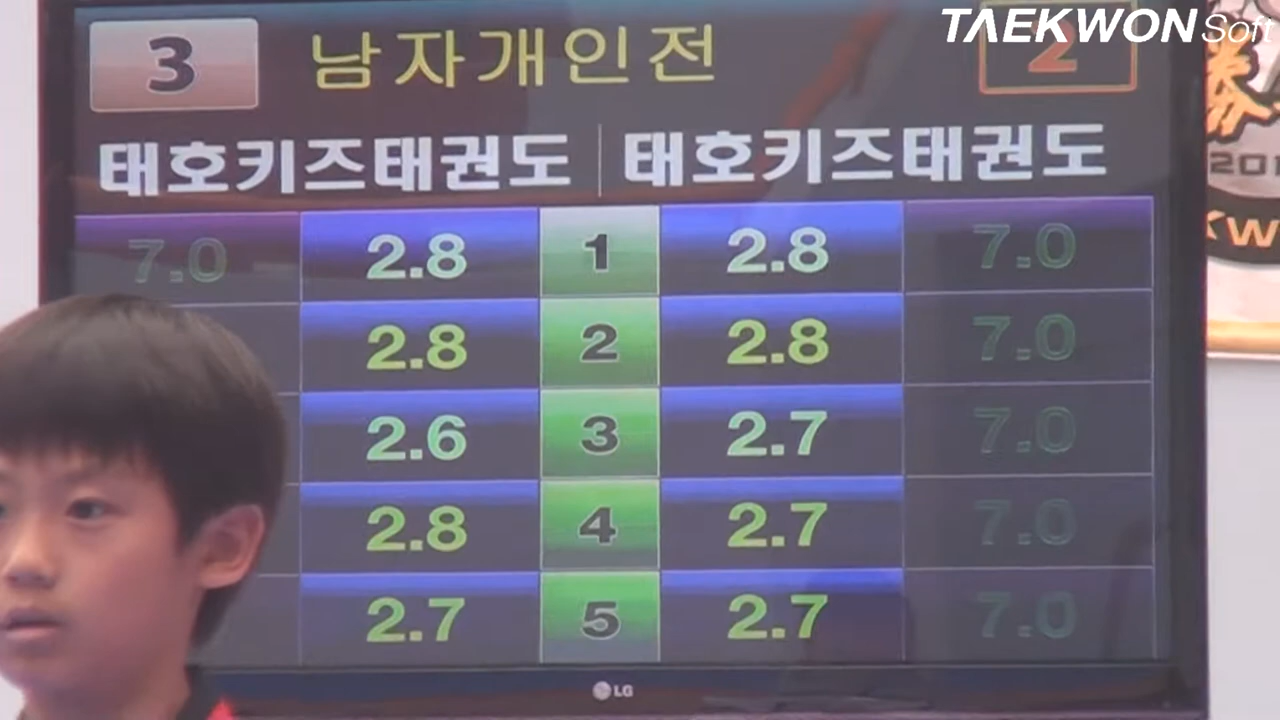 TAEKWONSoft
3 남자개인전 2
태호키즈태권도 태호키즈태권도
7.0 2.8 1 2.8 7.0
2.8 2 2.8 7.0
2.6 3 2.7 7.0
2.8 4 2.7 7.0
2.7 5 2.7 7.0
LG